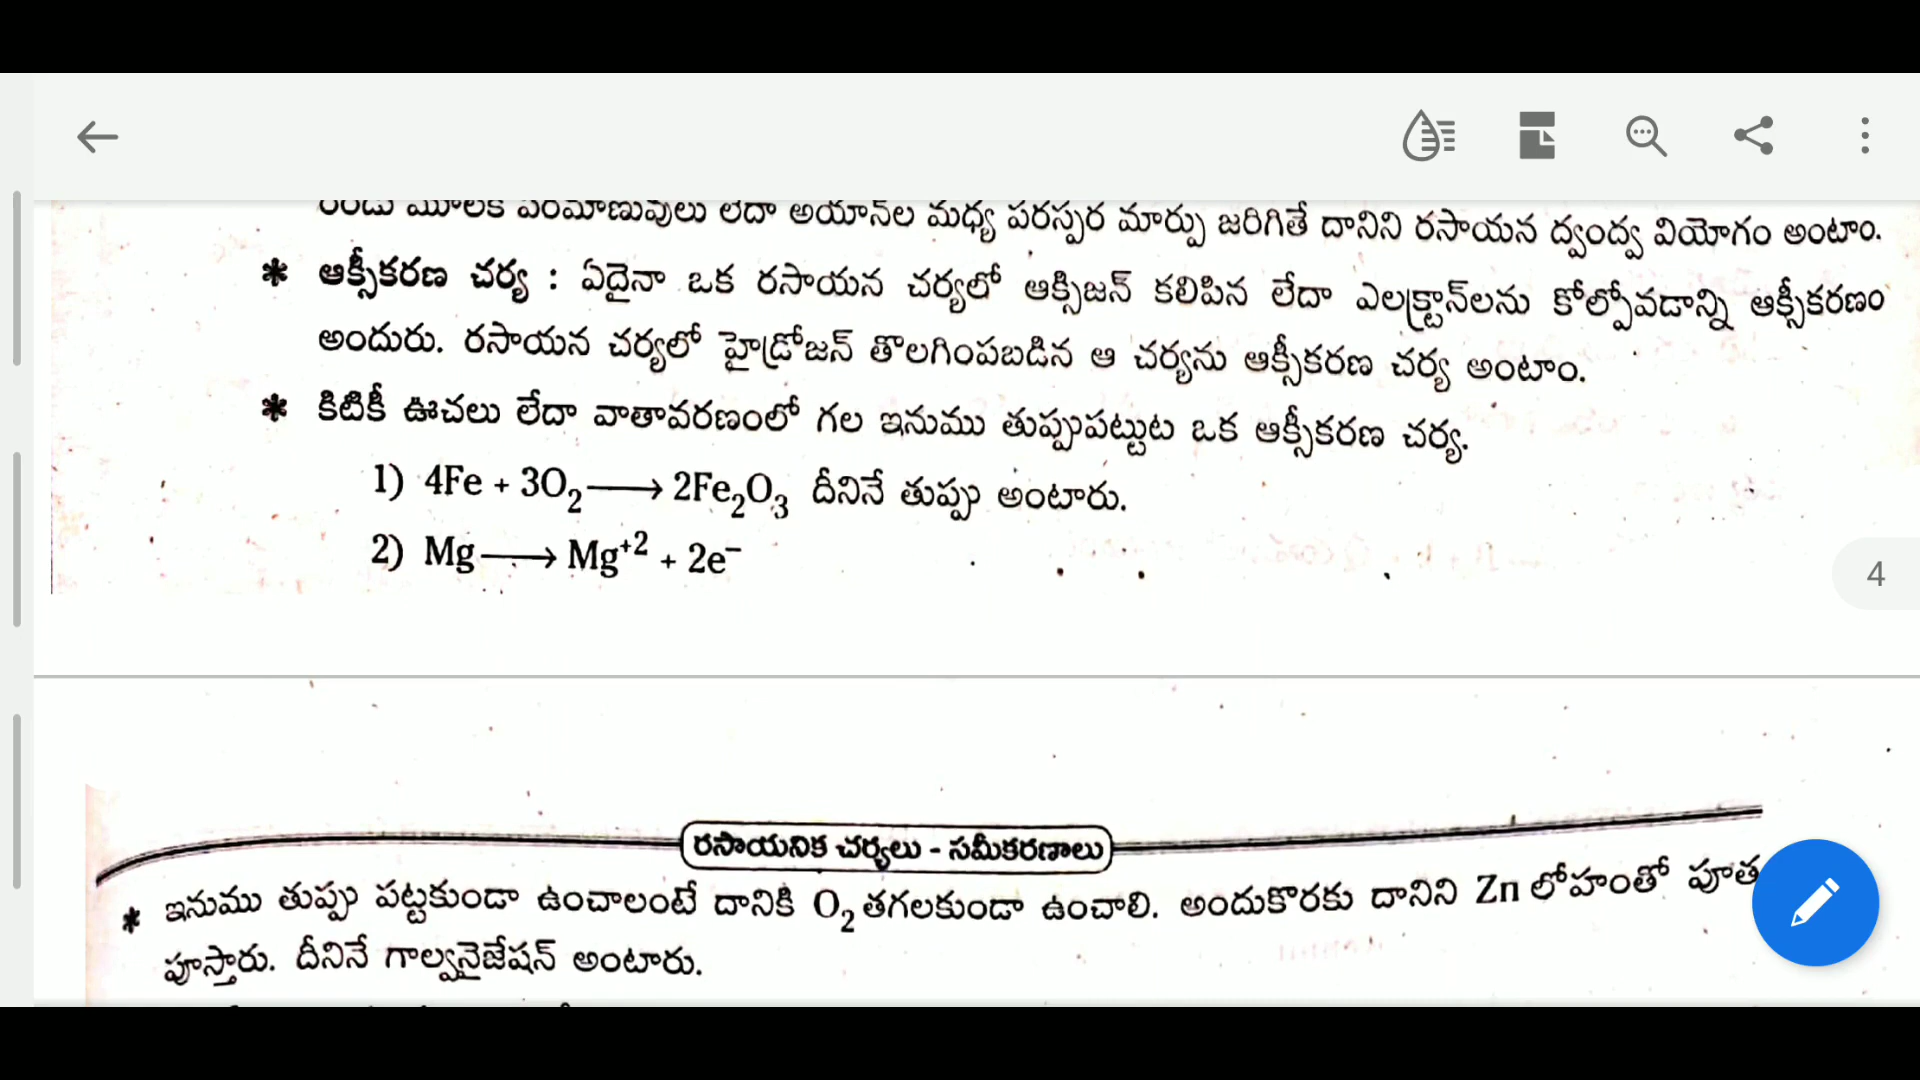 రెండు మూలక పరమాణువులు లేదా అయాన్‌ల మధ్య పరస్పర మార్పు జరిగితే దానిని రసాయన ద్వంద్వ వియోగం అంటాం.
* ఆక్సీకరణ చర్య : ఏదైనా ఒక రసాయన చర్యలో ఆక్సిజన్ కలిపిన లేదా ఎలక్ట్రాన్‌లను కోల్పోవడాన్ని ఆక్సీకరణం
అందురు. రసాయన చర్యలో హైడ్రోజన్ తొలగింపబడిన ఆ చర్యను ఆక్సీకరణ చర్య అంటాం.
* కిటికీ ఊచలు లేదా వాతావరణంలో గల ఇనుము తుప్పుపట్టుట ఒక ఆక్సీకరణ చర్య.
1) 4Fe + 3O₂ ⟶ 2Fe₂O₃ దీనినే తుప్పు అంటారు.
2) Mg ⟶ Mg⁺² + 2e⁻
4
రసాయనిక చర్యలు - సమీకరణాలు
* ఇనుము తుప్పు పట్టకుండా ఉంచాలంటే దానికి O₂ తగలకుండా ఉంచాలి. అందుకొరకు దానిని Zn లోహంతో పూత
పూస్తారు. దీనినే గాల్వనైజేషన్ అంటారు.